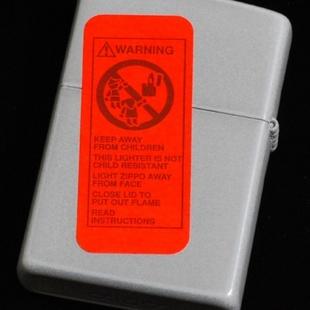 WARNING
KEEP AWAY
FROM CHILDREN
THIS LIGHTER IS NOT
CHILD RESISTANT
LIGHT ZIPPO AWAY
FROM FACE
CLOSE LID TO
PUT OUT FLAME
READ
INSTRUCTIONS